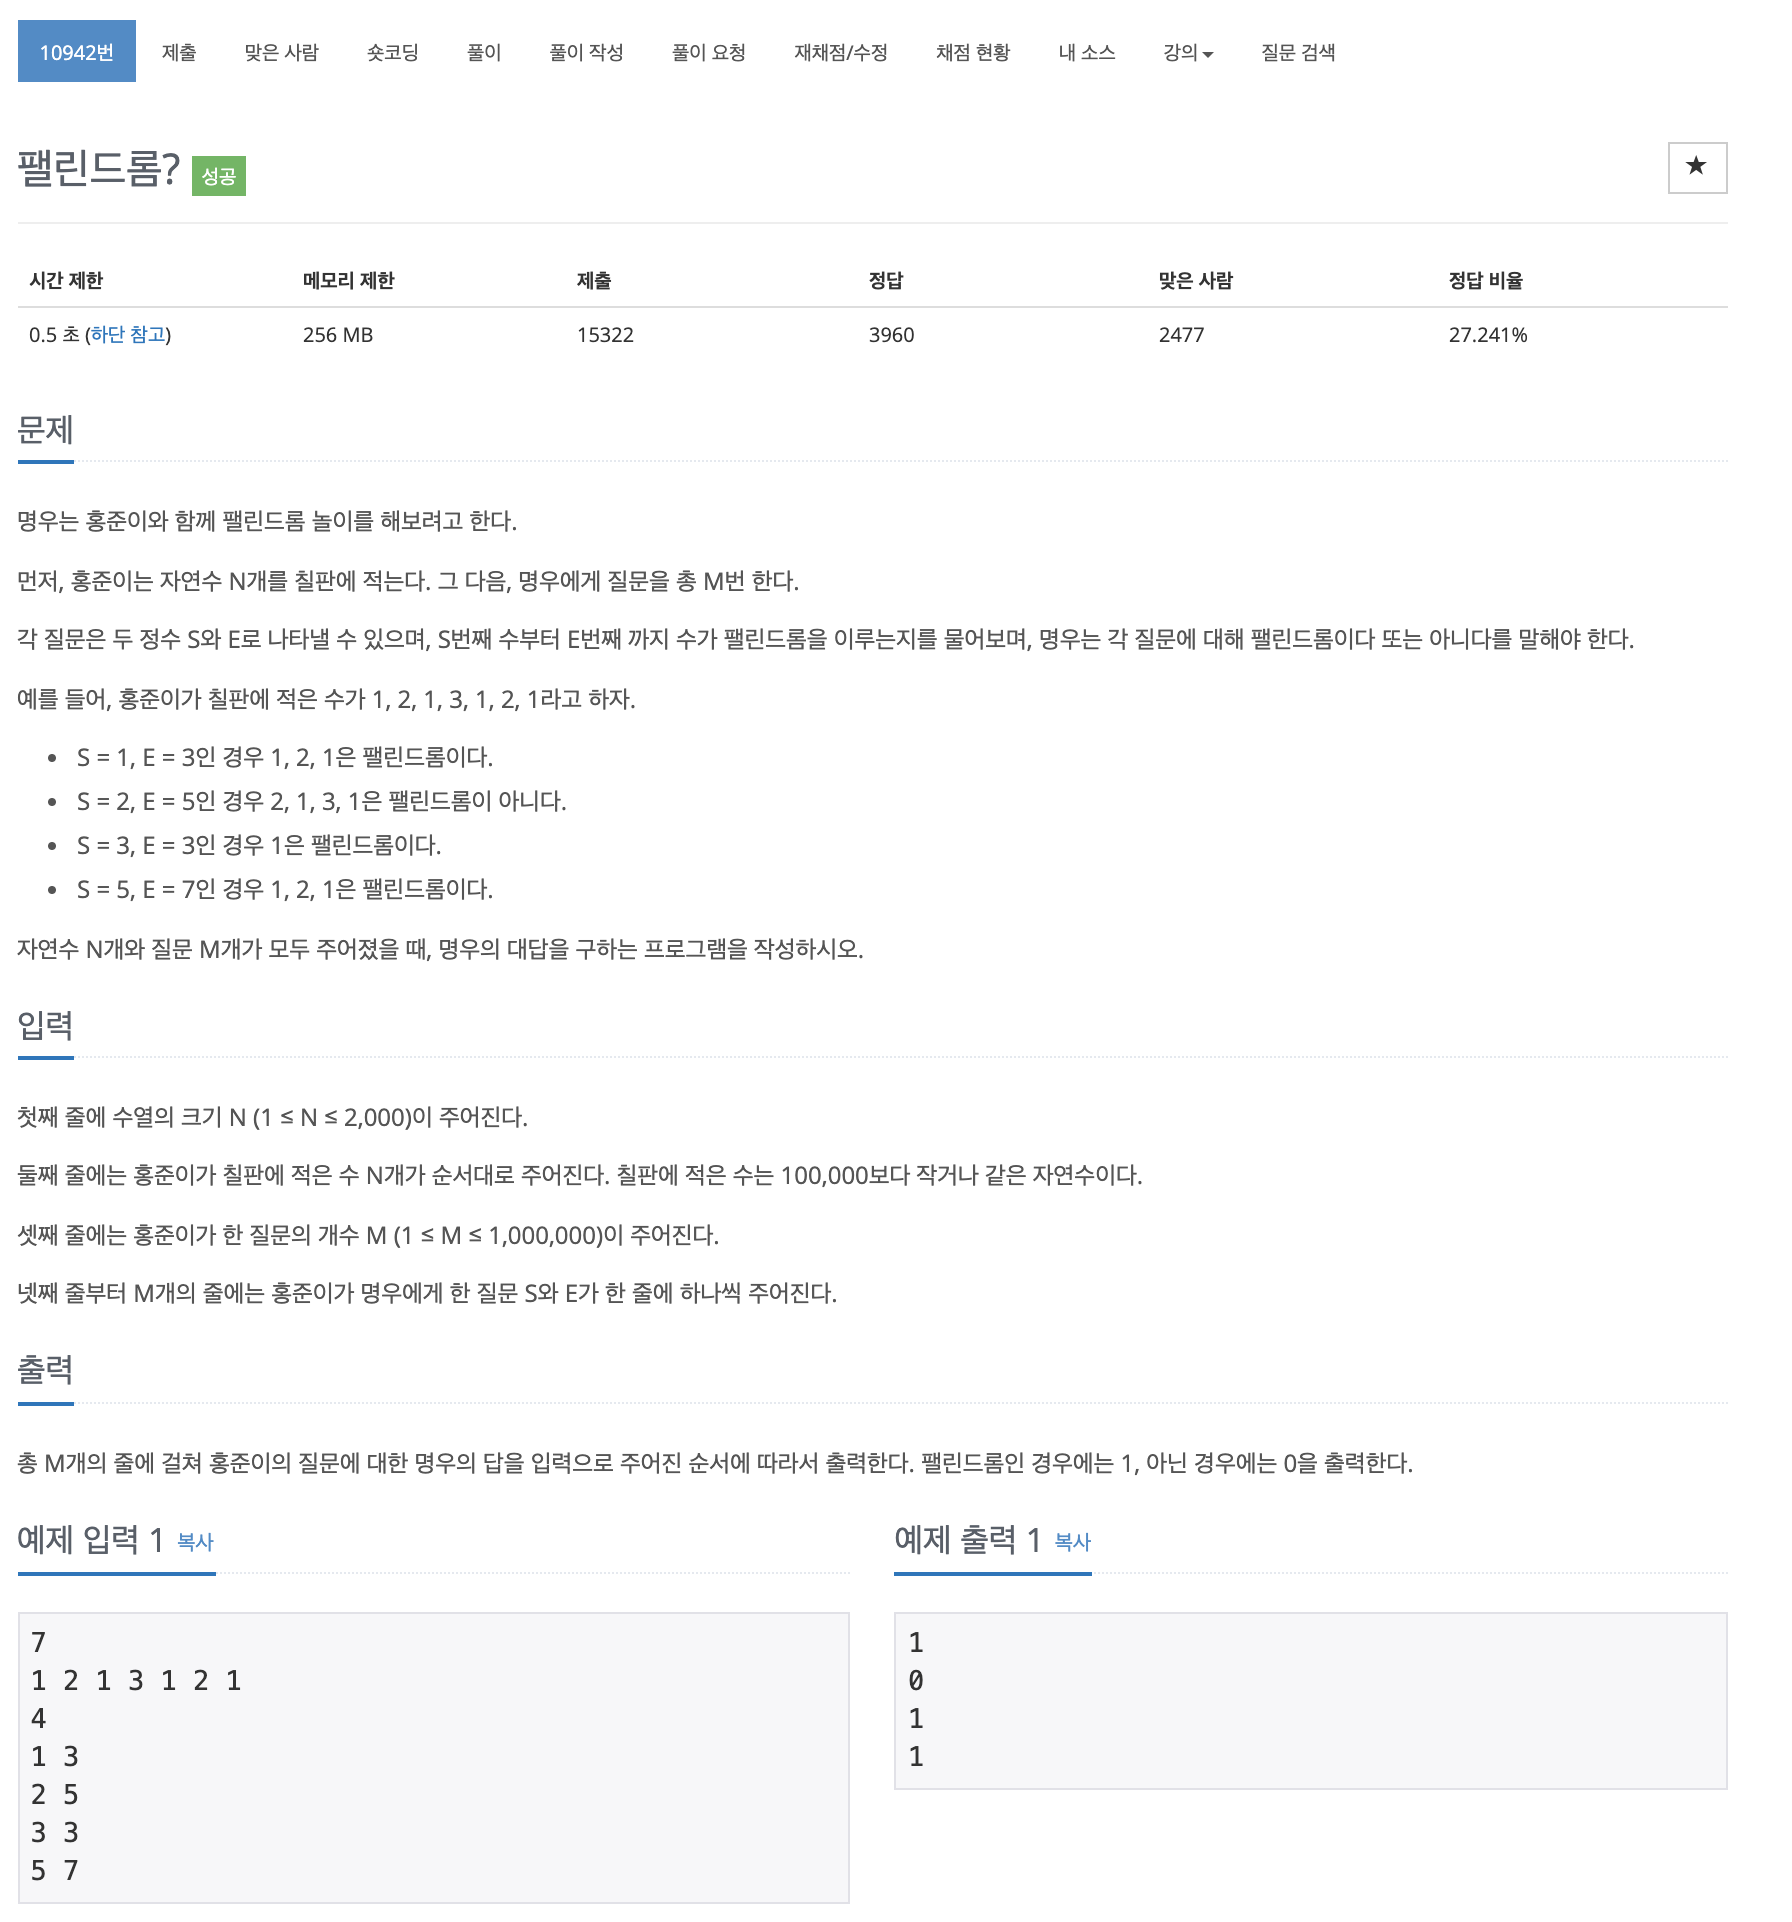 10942번 제출 맞은 사람 숏코딩 풀이 풀이 작성 풀이 요청 재채점/수정 채점 현황 내 소스 강의 질문 검색
팰린드롬? 성공 ★
시간 제한 메모리 제한 제출 정답 맞은 사람 정답 비율
0.5 초 (하단 참고) 256 MB 15322 3960 2477 27.241%
문제
명우는 홍준이와 함께 팰린드롬 놀이를 해보려고 한다.
먼저, 홍준이는 자연수 N개를 칠판에 적는다. 그 다음, 명우에게 질문을 총 M번 한다.
각 질문은 두 정수 S와 E로 나타낼 수 있으며, S번째 수부터 E번째 까지 수가 팰린드롬을 이루는지를 물어보며, 명우는 각 질문에 대해 팰린드롬이다 또는 아니다를 말해야 한다.
예를 들어, 홍준이가 칠판에 적은 수가 1, 2, 1, 3, 1, 2, 1라고 하자.
• S = 1, E = 3인 경우 1, 2, 1은 팰린드롬이다.
• S = 2, E = 5인 경우 2, 1, 3, 1은 팰린드롬이 아니다.
• S = 3, E = 3인 경우 1은 팰린드롬이다.
• S = 5, E = 7인 경우 1, 2, 1은 팰린드롬이다.
자연수 N개와 질문 M개가 모두 주어졌을 때, 명우의 대답을 구하는 프로그램을 작성하시오.
입력
첫째 줄에 수열의 크기 N (1 ≤ N ≤ 2,000)이 주어진다.
둘째 줄에는 홍준이가 칠판에 적은 수 N개가 순서대로 주어진다. 칠판에 적은 수는 100,000보다 작거나 같은 자연수이다.
셋째 줄에는 홍준이가 한 질문의 개수 M (1 ≤ M ≤ 1,000,000)이 주어진다.
넷째 줄부터 M개의 줄에는 홍준이가 명우에게 한 질문 S와 E가 한 줄에 하나씩 주어진다.
출력
총 M개의 줄에 걸쳐 홍준이의 질문에 대한 명우의 답을 입력으로 주어진 순서에 따라서 출력한다. 팰린드롬인 경우에는 1, 아닌 경우에는 0을 출력한다.
예제 입력 1 복사
7
1 2 1 3 1 2 1
4
1 3
2 5
3 3
5 7
예제 출력 1 복사
1
0
1
1